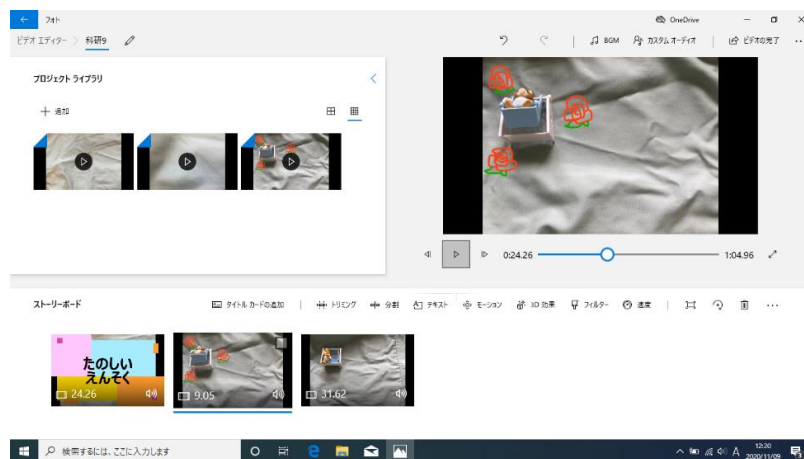 フォト
OneDrive
ビデオ エディター > 科研9
BGM カスタム オーディオ ビデオの完了
プロジェクト ライブラリ
追加
0:24.26 1:04.96
ストーリーボード
タイトル カードの追加 トリミング 分割 テキスト モーション 3D 効果 フィルター 速度
たのしい
えんそく
24.26 9.05 31.62
検索するには、ここに入力します
A 12:20
2020/11/09